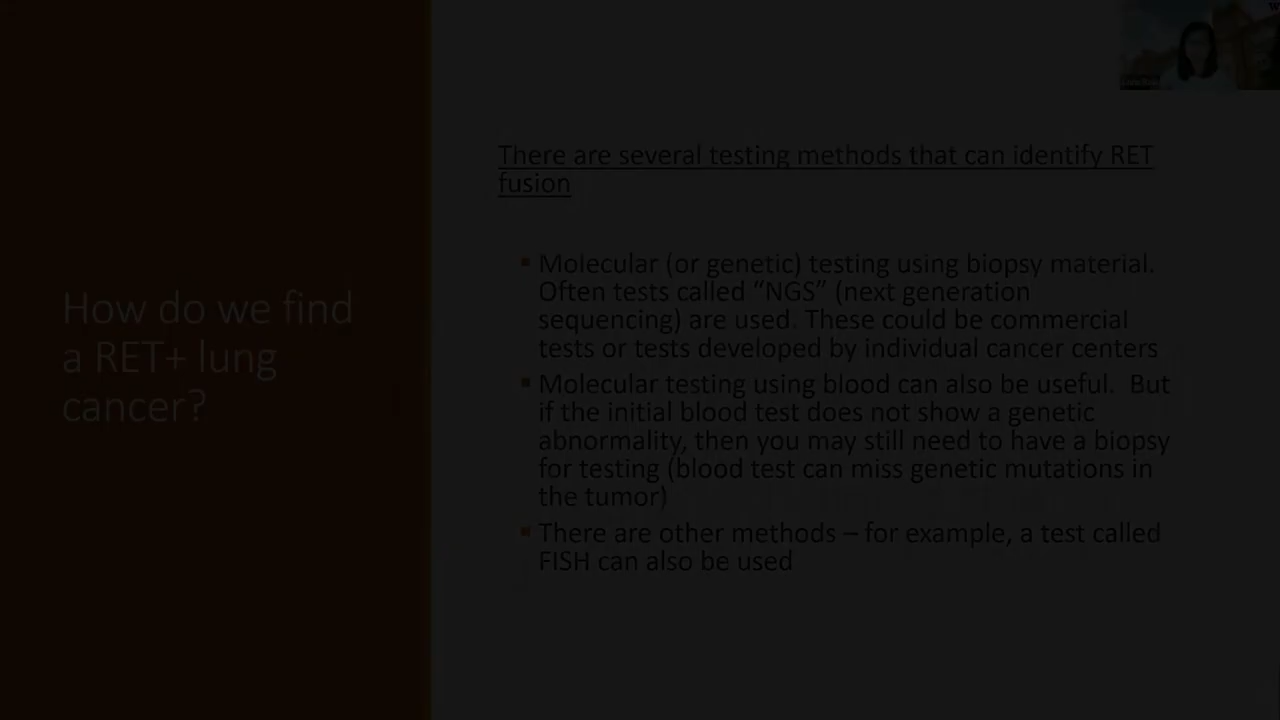 How do we find
a RET+ lung
cancer?
There are several testing methods that can identify RET
fusion
▪ Molecular (or genetic) testing using biopsy material.
Often tests called “NGS” (next generation
sequencing) are used. These could be commercial
tests or tests developed by individual cancer centers
▪ Molecular testing using blood can also be useful.  But
if the initial blood test does not show a genetic
abnormality, then you may still need to have a biopsy
for testing (blood test can miss genetic mutations in
the tumor)
▪ There are other methods – for example, a test called
FISH can also be used